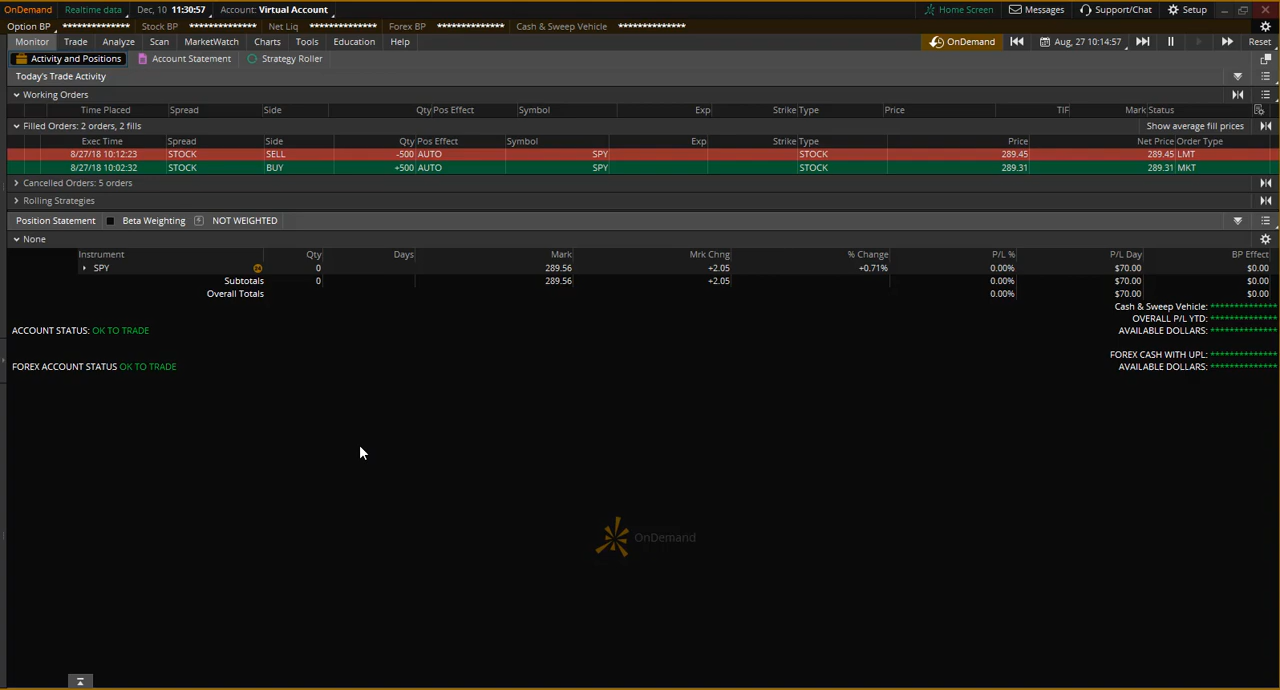 OnDemand Realtime data Dec, 10 11:30:57 Account: Virtual Account Home Screen Messages Support/Chat Setup
Option BP ************** Stock BP ************** Net Liq ************** Forex BP ************** Cash & Sweep Vehicle **************
Monitor Trade Analyze Scan MarketWatch Charts Tools Education Help OnDemand Aug, 27 10:14:57 Reset
Activity and Positions Account Statement Strategy Roller
Today's Trade Activity
Working Orders
Time Placed Spread Side Qty Pos Effect Symbol Exp Strike Type Price TIF Mark Status
Filled Orders: 2 orders, 2 fills Show average fill prices
Exec Time Spread Side Qty Pos Effect Symbol Exp Strike Type Price Net Price Order Type
8/27/18 10:12:23 STOCK SELL -500 AUTO SPY STOCK 289.45 289.45 LMT
8/27/18 10:02:32 STOCK BUY +500 AUTO SPY STOCK 289.31 289.31 MKT
Cancelled Orders: 5 orders
Rolling Strategies
Position Statement Beta Weighting NOT WEIGHTED
None
Instrument Qty Days Mark Mrk Chng % Change P/L % P/L Day BP Effect
SPY 0 289.56 +2.05 +0.71% 0.00% $70.00 $0.00
Subtotals 0 289.56 +2.05 0.00% $70.00 $0.00
Overall Totals 0.00% $70.00 $0.00
Cash & Sweep Vehicle: **************
OVERALL P/L YTD: **************
ACCOUNT STATUS: OK TO TRADE AVAILABLE DOLLARS: **************
FOREX CASH WITH UPL: **************
FOREX ACCOUNT STATUS OK TO TRADE AVAILABLE DOLLARS: **************
OnDemand